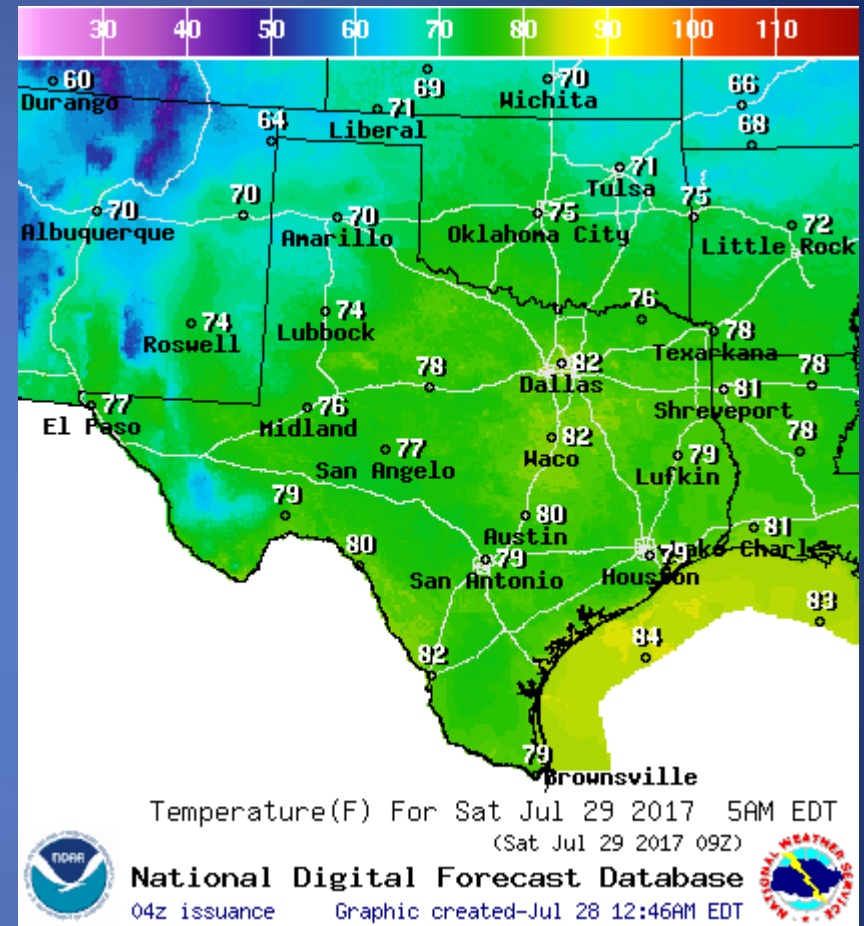 30 40 50 60 70 80 90 100 110
60
Durango
69
70
Wichita
66
71
Liberal
64
68
71
Tulsa
70
Albuquerque
70
70
Amarillo
75
Oklahoma City
75
72
Little Rock
74
Roswell
74
Lubbock
76
78
Texarkana
82
Dallas
78
81
Shreveport
78
77
El Paso
76
Midland
77
San Angelo
82
Waco
79
Lufkin
78
79
80
Austin
81
Lake Charles
80
79
San Antonio
79
Houston
83
84
82
79
Brownsville
Temperature(F) For Sat Jul 29 2017 5AM EDT
(Sat Jul 29 2017 09Z)
NOAA
National Digital Forecast Database
04z issuance Graphic created-Jul 28 12:46AM EDT
NATIONAL WEATHER SERVICE